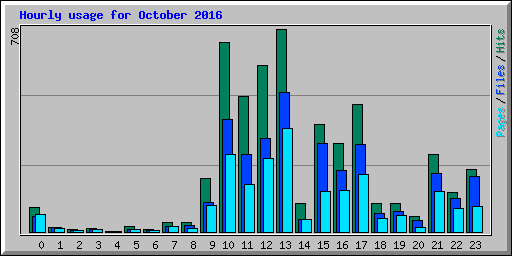 Hourly usage for October 2016
708
Pages/Files/Hits
0 1 2 3 4 5 6 7 8 9 10 11 12 13 14 15 16 17 18 19 20 21 22 23